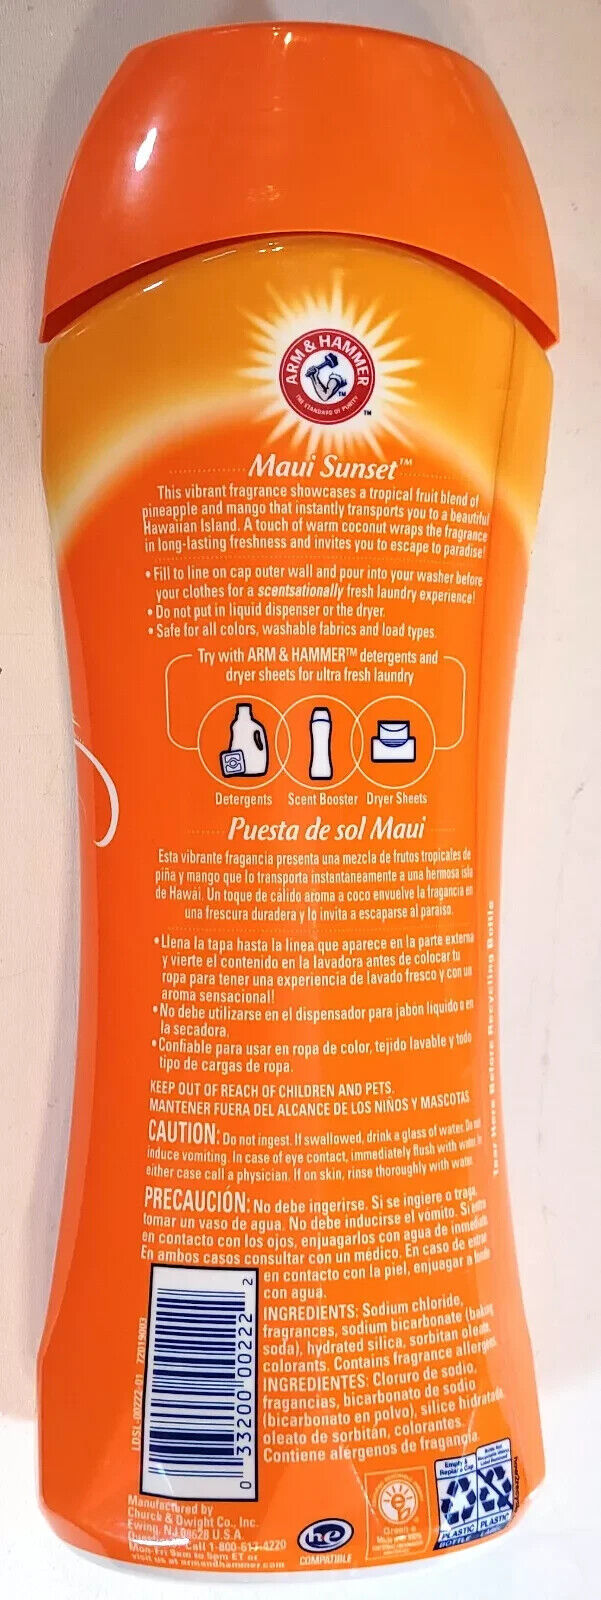 ARM & HAMMER
THE STANDARD OF PURITY
TM
TM
Maui Sunset™
This vibrant fragrance showcases a tropical fruit blend of
pineapple and mango that instantly transports you to a beautiful
Hawaiian Island. A touch of warm coconut wraps the fragrance
in long-lasting freshness and invites you to escape to paradise!
• Fill to line on cap outer wall and pour into your washer before
your clothes for a scentsationally fresh laundry experience!
• Do not put in liquid dispenser or the dryer.
• Safe for all colors, washable fabrics and load types.
Try with ARM & HAMMER™ detergents and
dryer sheets for ultra fresh laundry
Detergents Scent Booster Dryer Sheets
Puesta de sol Maui
Esta vibrante fragancia presenta una mezcla de frutos tropicales de
piña y mango que lo transporta instantáneamente a una hermosa isla
de Hawái. Un toque de cálido aroma a coco envuelve la fragancia en
una frescura duradera y lo invita a escaparse al paraíso.
• Llena la tapa hasta la línea que aparece en la parte externa
y vierte el contenido en la lavadora antes de colocar tu
ropa para tener una experiencia de lavado fresco y con un
aroma sensacional!
• No debe utilizarse en el dispensador para jabón líquido o en
la secadora.
• Confiable para usar en ropa de color, tejido lavable y todo
tipo de cargas de ropa.
KEEP OUT OF REACH OF CHILDREN AND PETS.
MANTENER FUERA DEL ALCANCE DE LOS NIÑOS Y MASCOTAS
CAUTION: Do not ingest. If swallowed, drink a glass of water. Do not
induce vomiting. In case of eye contact, immediately flush with water. In
either case call a physician. If on skin, rinse thoroughly with water.
PRECAUCIÓN: No debe ingerirse. Si se ingiere o traga,
tomar un vaso de agua. No debe inducirse el vómito. Si entra
en contacto con los ojos, enjuagarlos con agua de inmediato
En ambos casos consultar con un médico. En caso de entrar
en contacto con la piel, enjuagar a fondo
con agua.
INGREDIENTS: Sodium chloride,
fragrances, sodium bicarbonate (baking
soda), hydrated silica, sorbitan oleate,
colorants. Contains fragrance allergens.
INGREDIENTES: Cloruro de sodio,
fragancias, bicarbonato de sodio
(bicarbonato en polvo), sílice hidratada,
oleato de sorbitán, colorantes.
Contiene alergenos de fragancia.
Tear Here Before Recycling Bottle
LDSL-00222-01 22019003
0 33200 00222 2
Manufactured by
Church & Dwight Co., Inc.
Ewing, NJ 08628 U.S.A.
Questions? Call 1-800-617-4220
Mon-Fri 9am to 5pm ET or
visit us at armandhammer.com
he
COMPATIBLE
Green-e
Empty &
Replace Cap
PLASTIC
BOTTLE
PLASTIC
LABEL
how2recycle